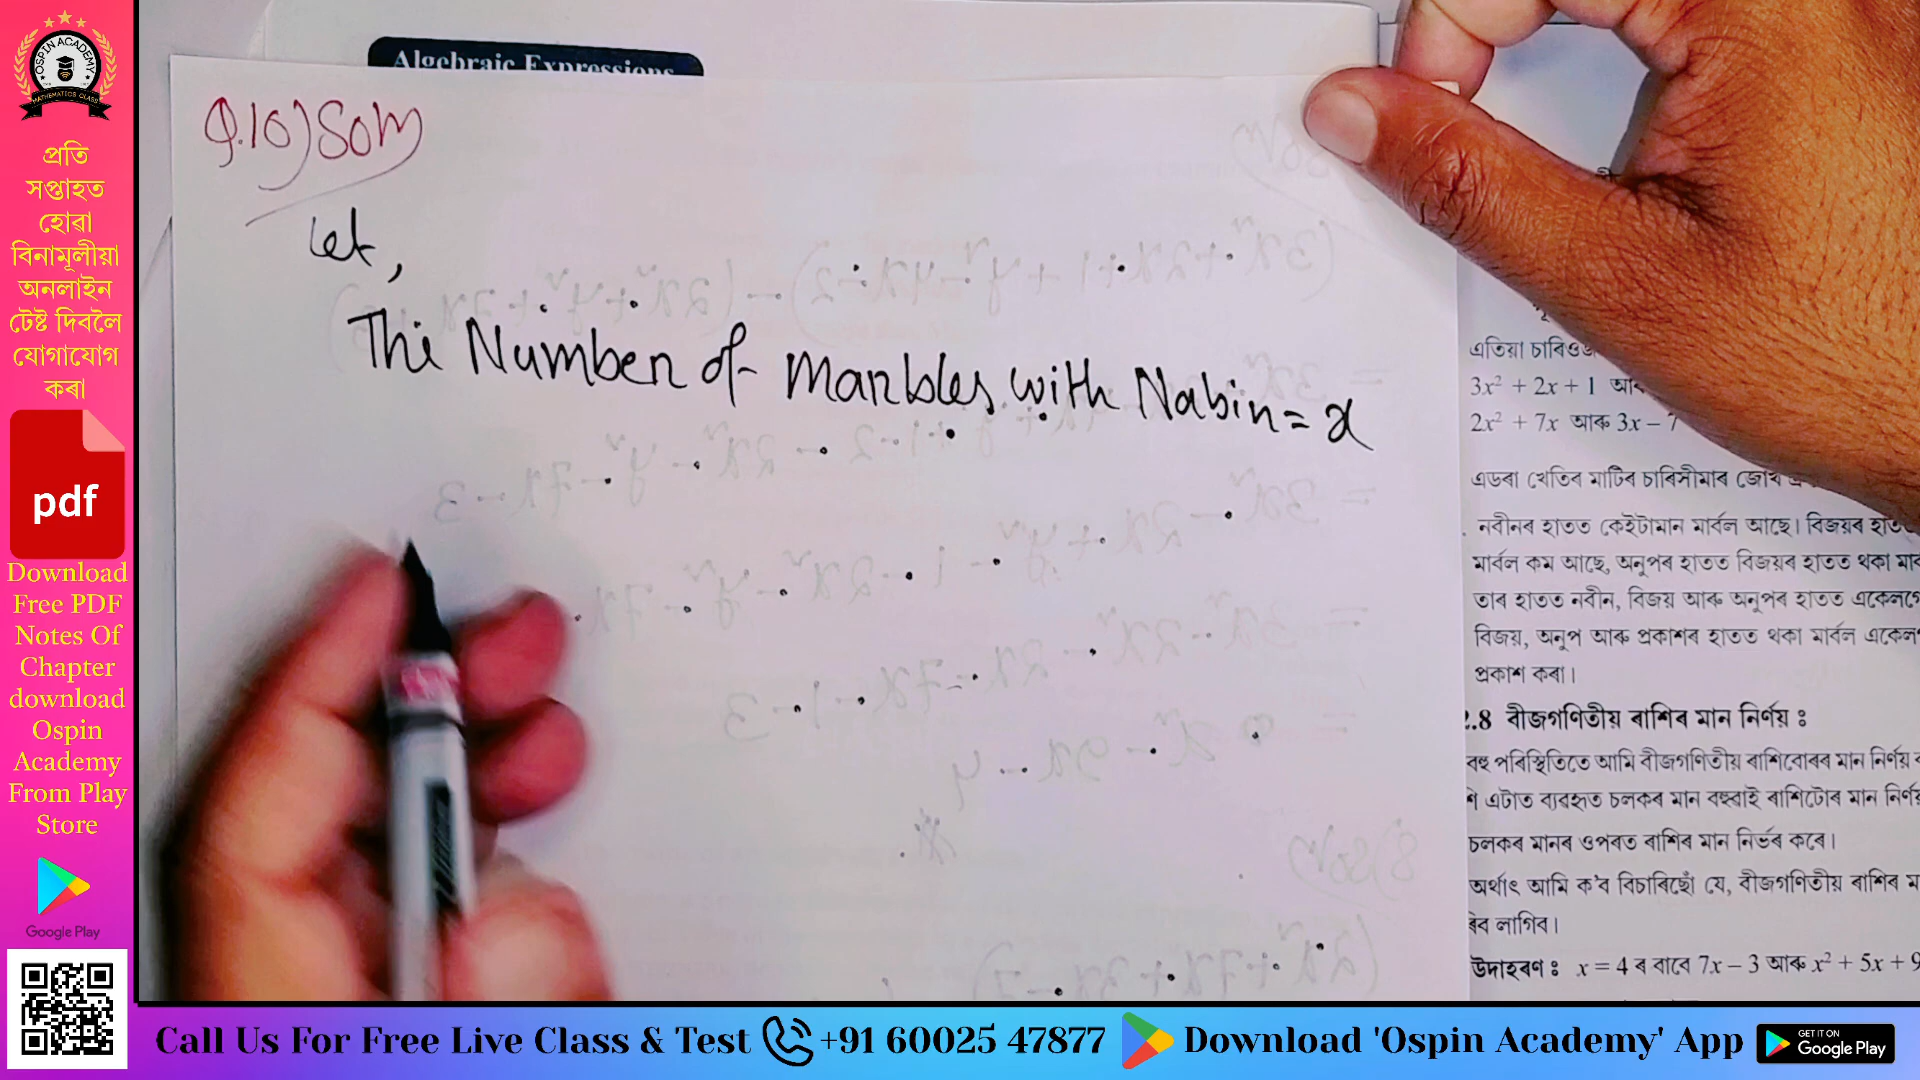 OSPIN ACADEMY
MATHEMATICS CLASS
প্ৰতি
সপ্তাহত
হোৱা
বিনামূলীয়া
অনলাইন
টেষ্ট দিবলৈ
যোগাযোগ
কৰা
pdf
Download
Free PDF
Notes Of
Chapter
download
Ospin
Academy
From Play
Store
Google Play
Algebraic Expressions
Q.10) Solⁿ
Let,
The Number of Marbles with Nabin = x
এতিয়া
3x² + 2x + 1
2x² + 7x আৰু 3x – 7
এডৰা খেতিৰ মাটিৰ চাৰিসীমাৰ জোখ
নবীনৰ হাতত কেইটামান মাৰ্বল আছে। বিজয়ৰ
মাৰ্বল কম আছে, অনুপৰ হাতত বিজয়ৰ হাতত থকা
তাৰ হাতত নবীন, বিজয় আৰু অনুপৰ হাতত
বিজয়, অনুপ আৰু প্ৰকাশৰ হাতত থকা মাৰ্বল
প্ৰকাশ কৰা।
.8 বীজগণিতীয় ৰাশিৰ মান নিৰ্ণয় ঃ
বহু পৰিস্থিতিতে আমি বীজগণিতীয় ৰাশিবোৰৰ মান নিৰ্ণয়
এটাত ব্যৱহৃত চলকৰ মান বহুৱাই ৰাশিটোৰ মান
চলকৰ মানৰ ওপৰত ৰাশিৰ মান নিৰ্ভৰ কৰে।
অৰ্থাৎ আমি ক'ব বিচাৰিছোঁ যে, বীজগণিতীয় ৰাশিৰ
লাগিব।
উদাহৰণ ঃ x = 4 ৰ বাবে 7x – 3 আৰু x² + 5x + 9
Call Us For Free Live Class & Test +91 60025 47877 Download 'Ospin Academy' App GET IT ON Google Play